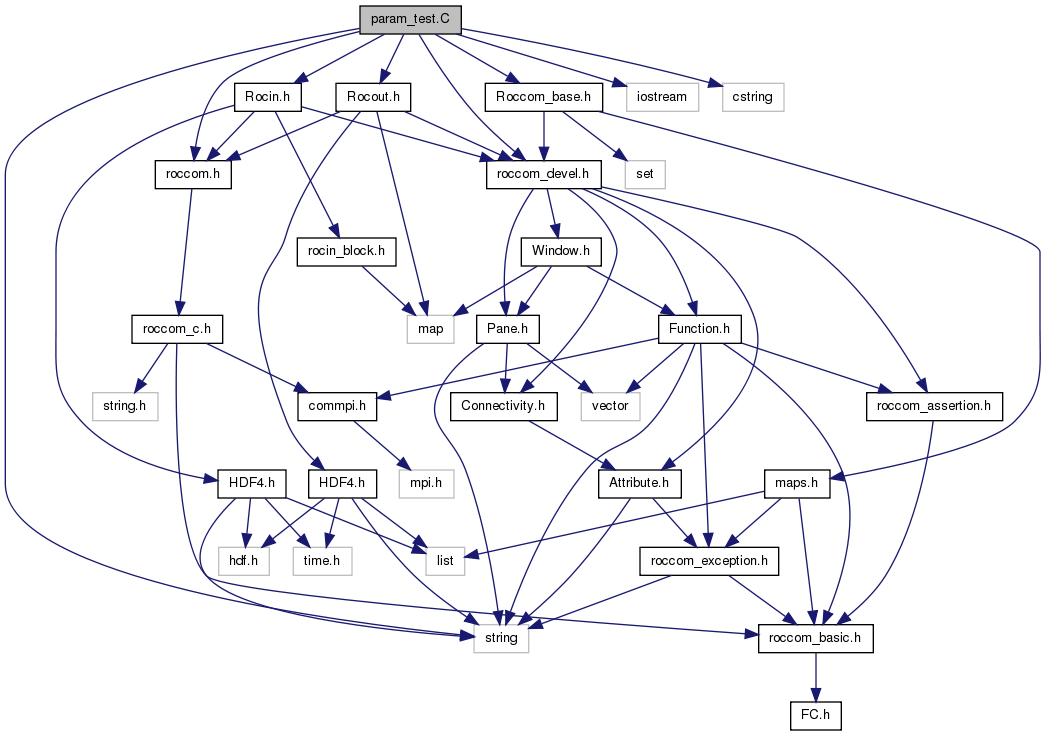 param_test.C
Rocin.h
Rocout.h
Roccom_base.h
iostream
cstring
roccom.h
roccom_devel.h
set
rocin_block.h
Window.h
roccom_c.h
map
Pane.h
Function.h
string.h
commpi.h
Connectivity.h
vector
roccom_assertion.h
HDF4.h
HDF4.h
mpi.h
Attribute.h
maps.h
hdf.h
time.h
list
roccom_exception.h
string
roccom_basic.h
FC.h